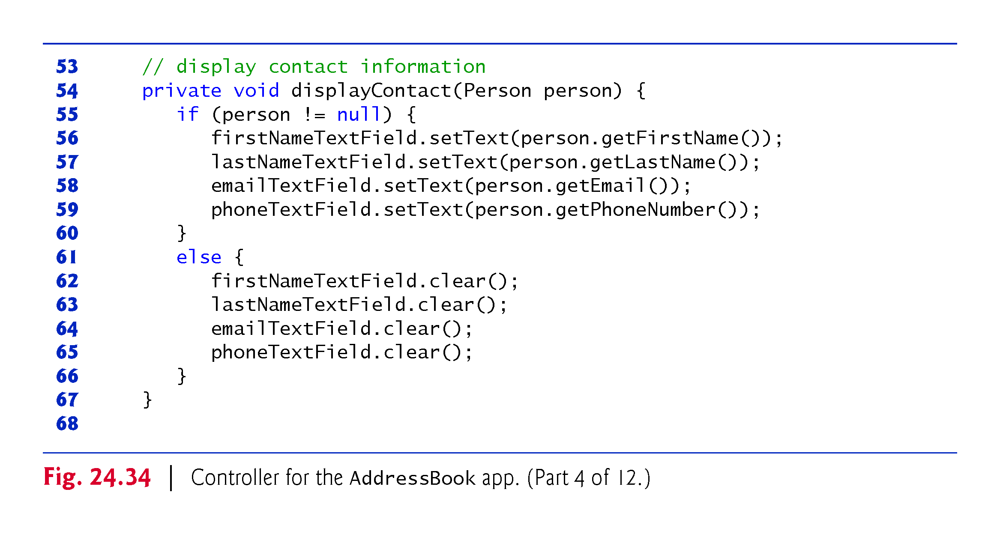 53 // display contact information
54 private void displayContact(Person person) {
55 if (person != null) {
56 firstNameTextField.setText(person.getFirstName());
57 lastNameTextField.setText(person.getLastName());
58 emailTextField.setText(person.getEmail());
59 phoneTextField.setText(person.getPhoneNumber());
60 }
61 else {
62 firstNameTextField.clear();
63 lastNameTextField.clear();
64 emailTextField.clear();
65 phoneTextField.clear();
66 }
67 }
68
Fig. 24.34 | Controller for the AddressBook app. (Part 4 of 12.)